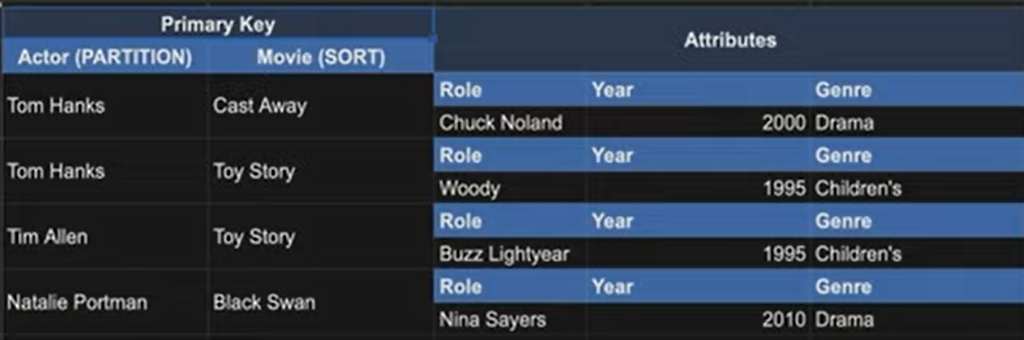 Primary Key
Attributes
Actor (PARTITION) Movie (SORT)
Role Year Genre
Tom Hanks Cast Away
Chuck Noland 2000 Drama
Role Year Genre
Tom Hanks Toy Story
Woody 1995 Children's
Role Year Genre
Tim Allen Toy Story
Buzz Lightyear 1995 Children's
Role Year Genre
Natalie Portman Black Swan
Nina Sayers 2010 Drama